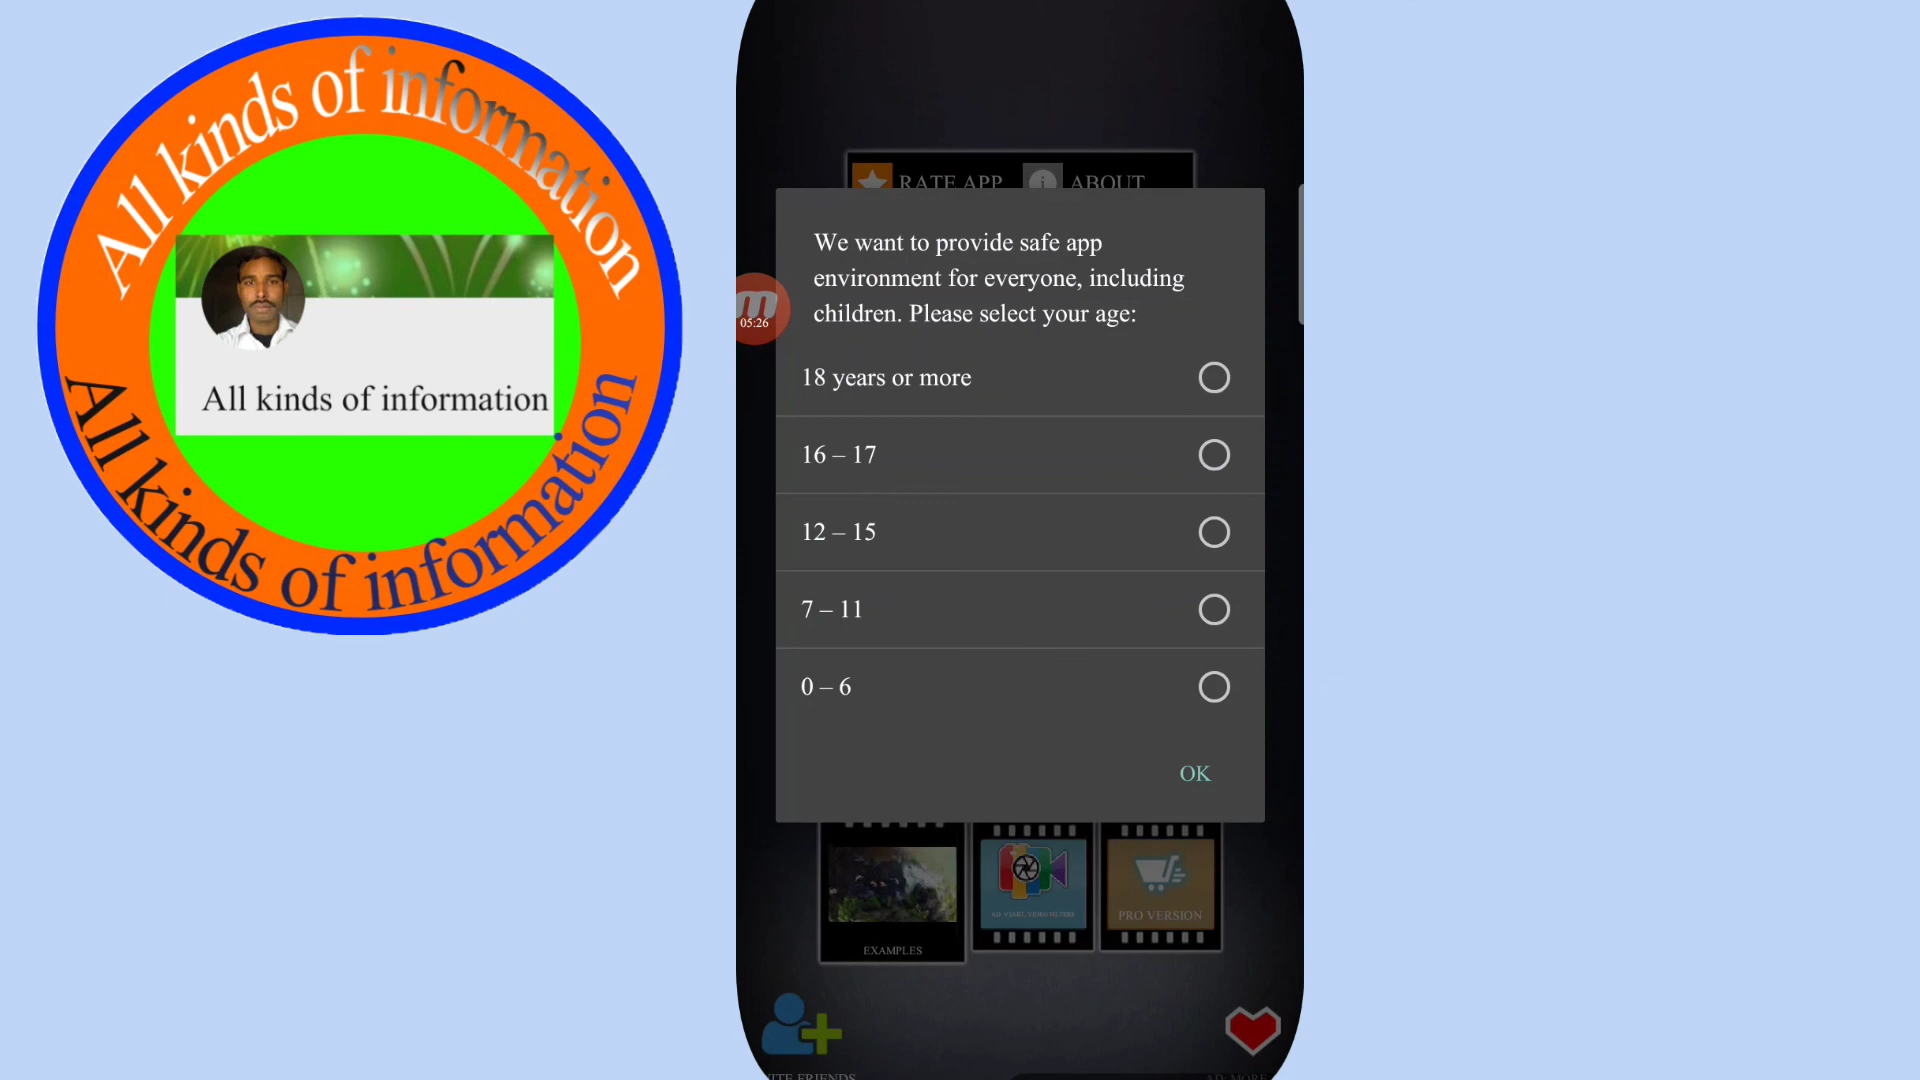 All kinds of information
All kinds of information
All kinds of information
RATE APP
ABOUT
We want to provide safe app
environment for everyone, including
children. Please select your age:
05:26
18 years or more
16 – 17
12 – 15
7 – 11
0 – 6
OK
EXAMPLES
PRO VERSION